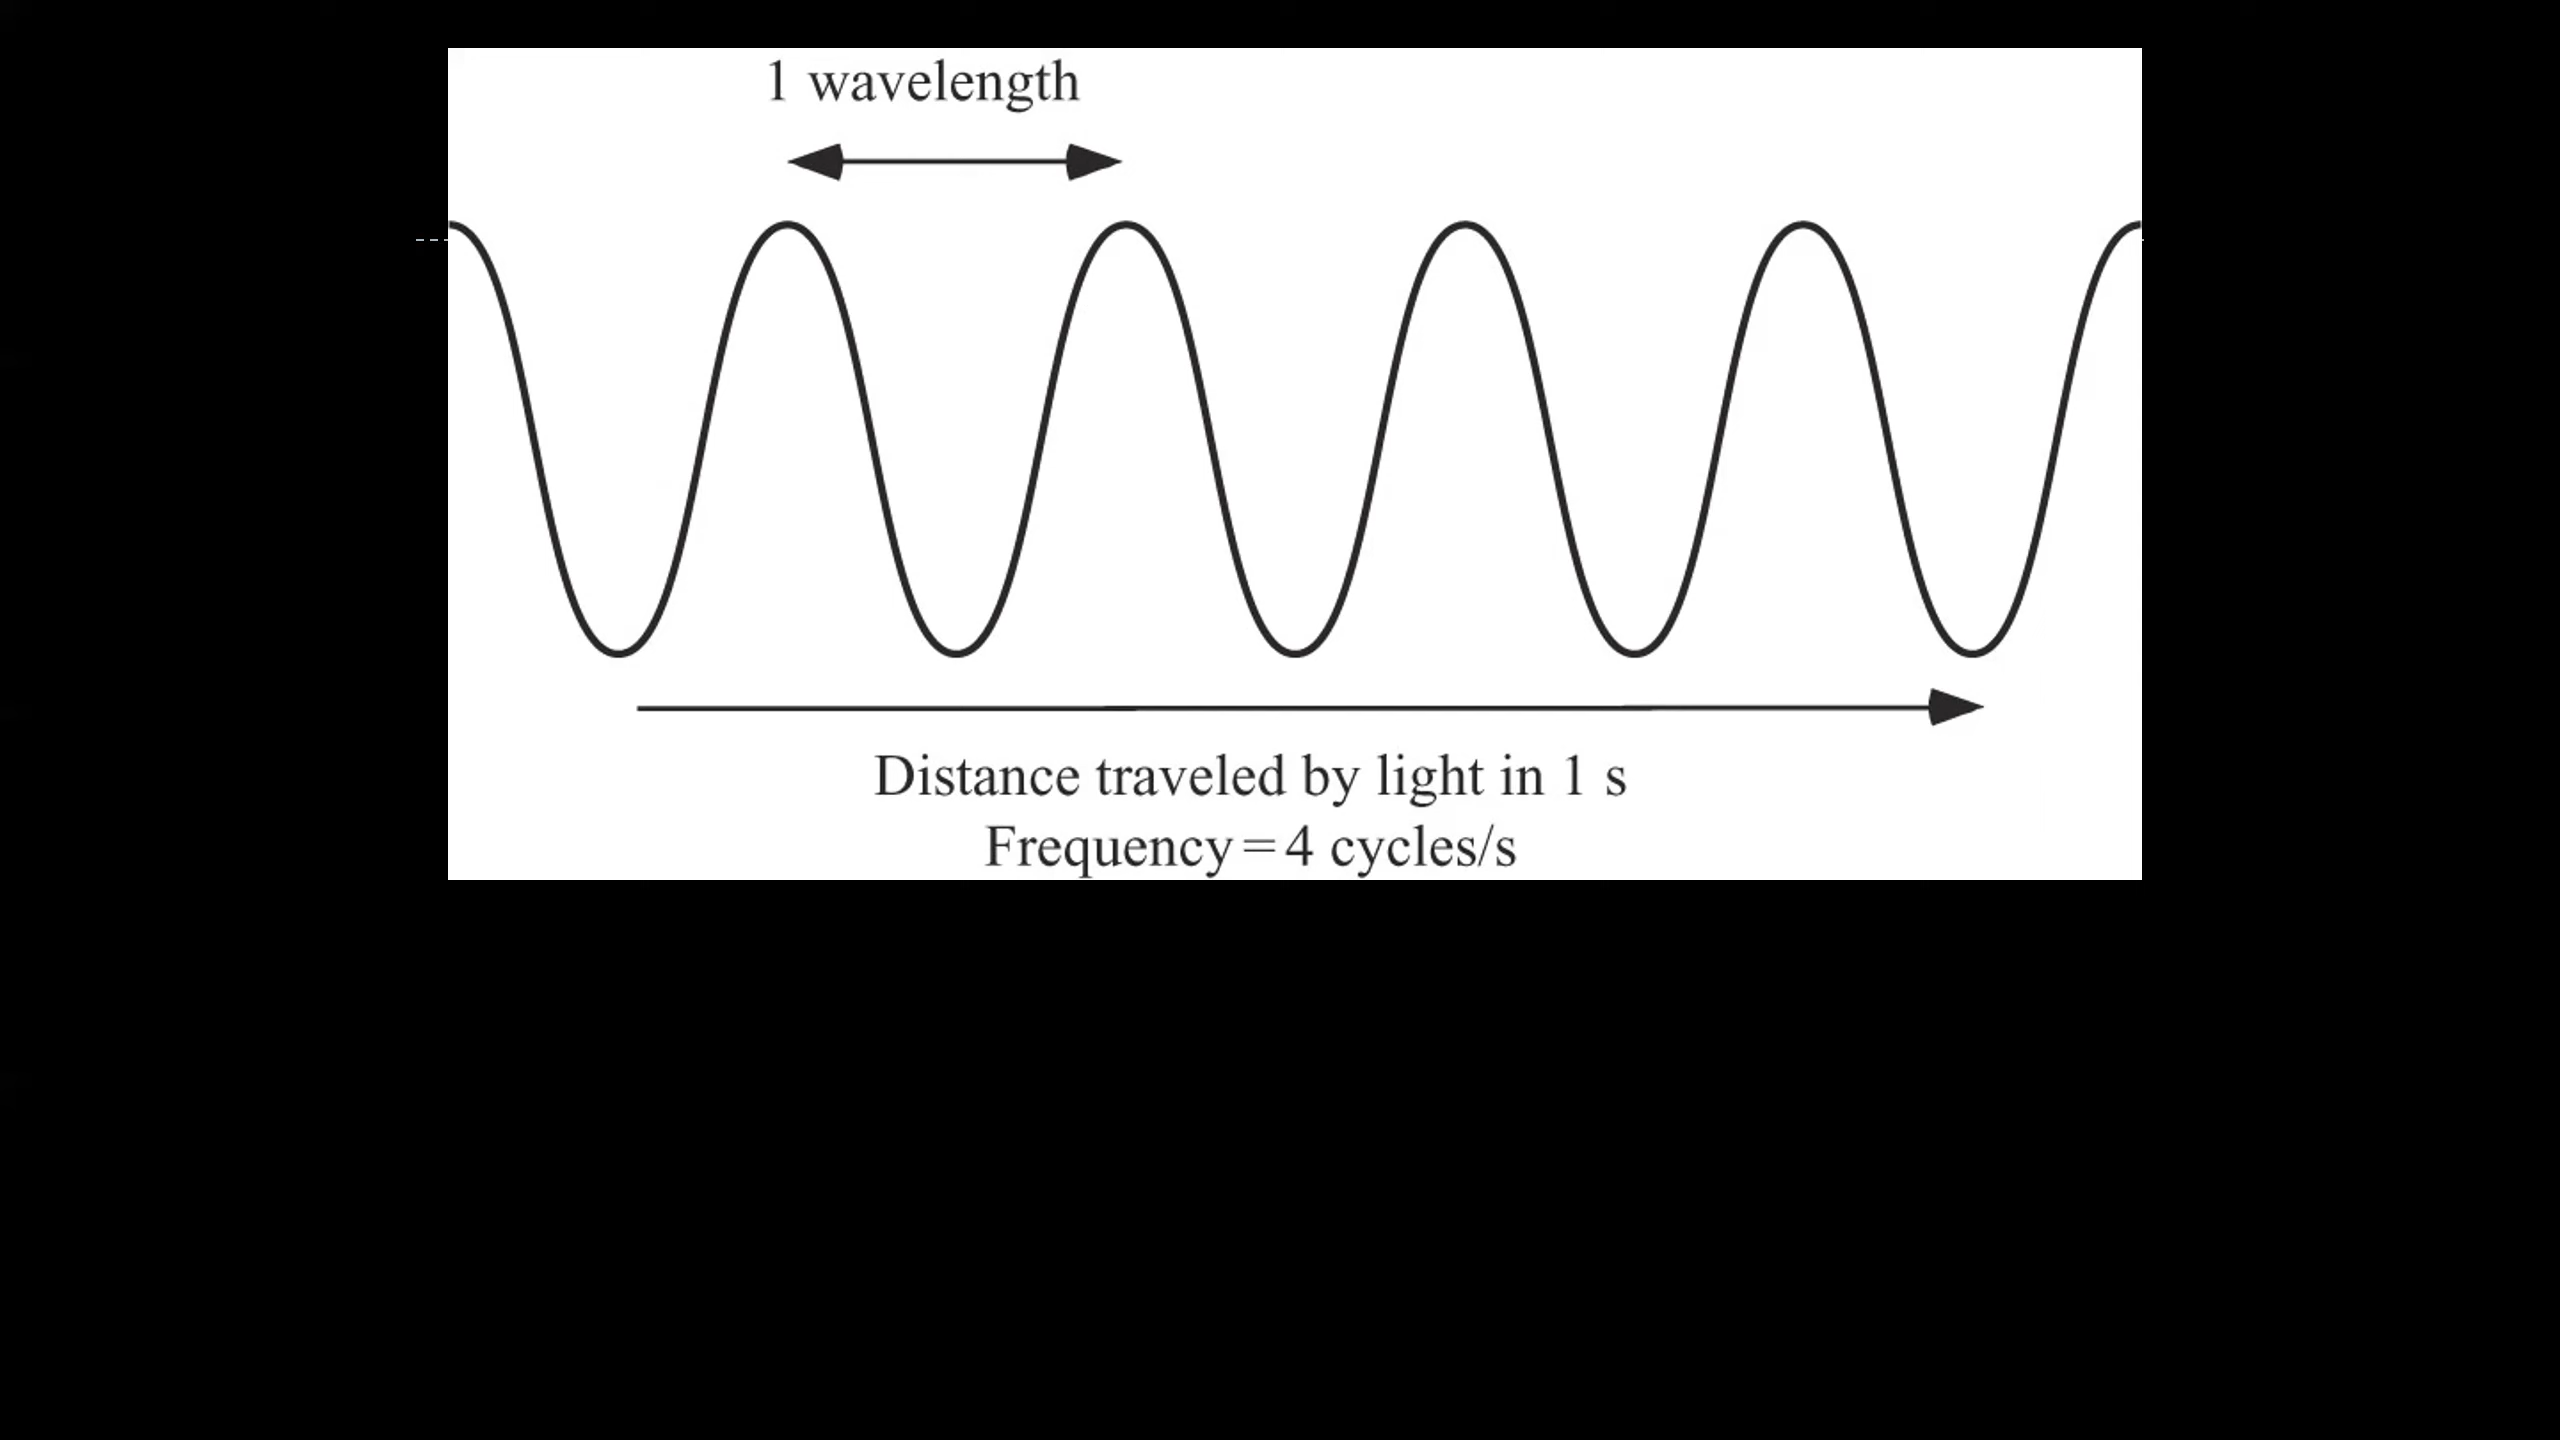 1 wavelength
Distance traveled by light in 1 s
Frequency = 4 cycles/s